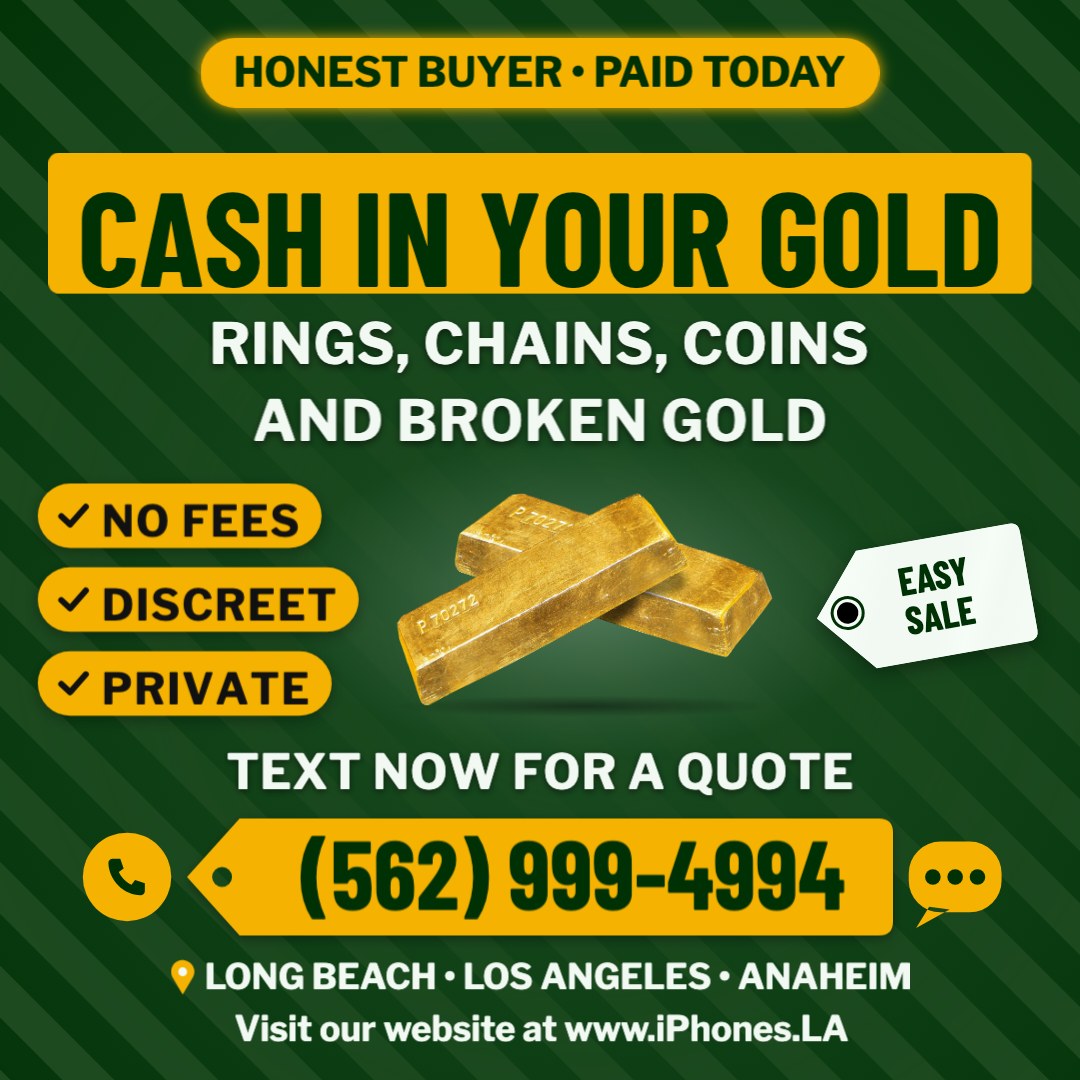 HONEST BUYER • PAID TODAY
CASH IN YOUR GOLD
RINGS, CHAINS, COINS
AND BROKEN GOLD
NO FEES
DISCREET
PRIVATE
P.7027
P 70272
EASY
SALE
TEXT NOW FOR A QUOTE
(562) 999-4994
LONG BEACH • LOS ANGELES • ANAHEIM
Visit our website at www.iPhones.LA